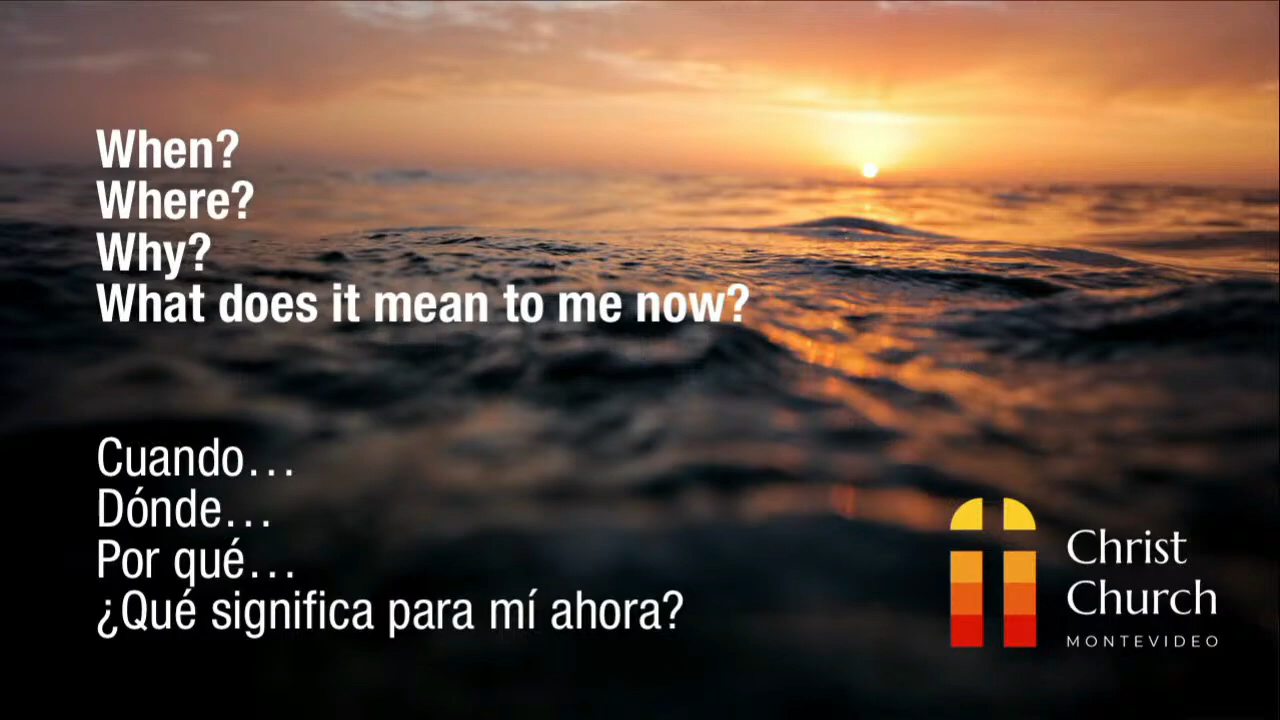 When?
Where?
Why?
What does it mean to me now?
Cuando…
Dónde…
Por qué…
¿Qué significa para mí ahora?
Christ
Church
MONTEVIDEO